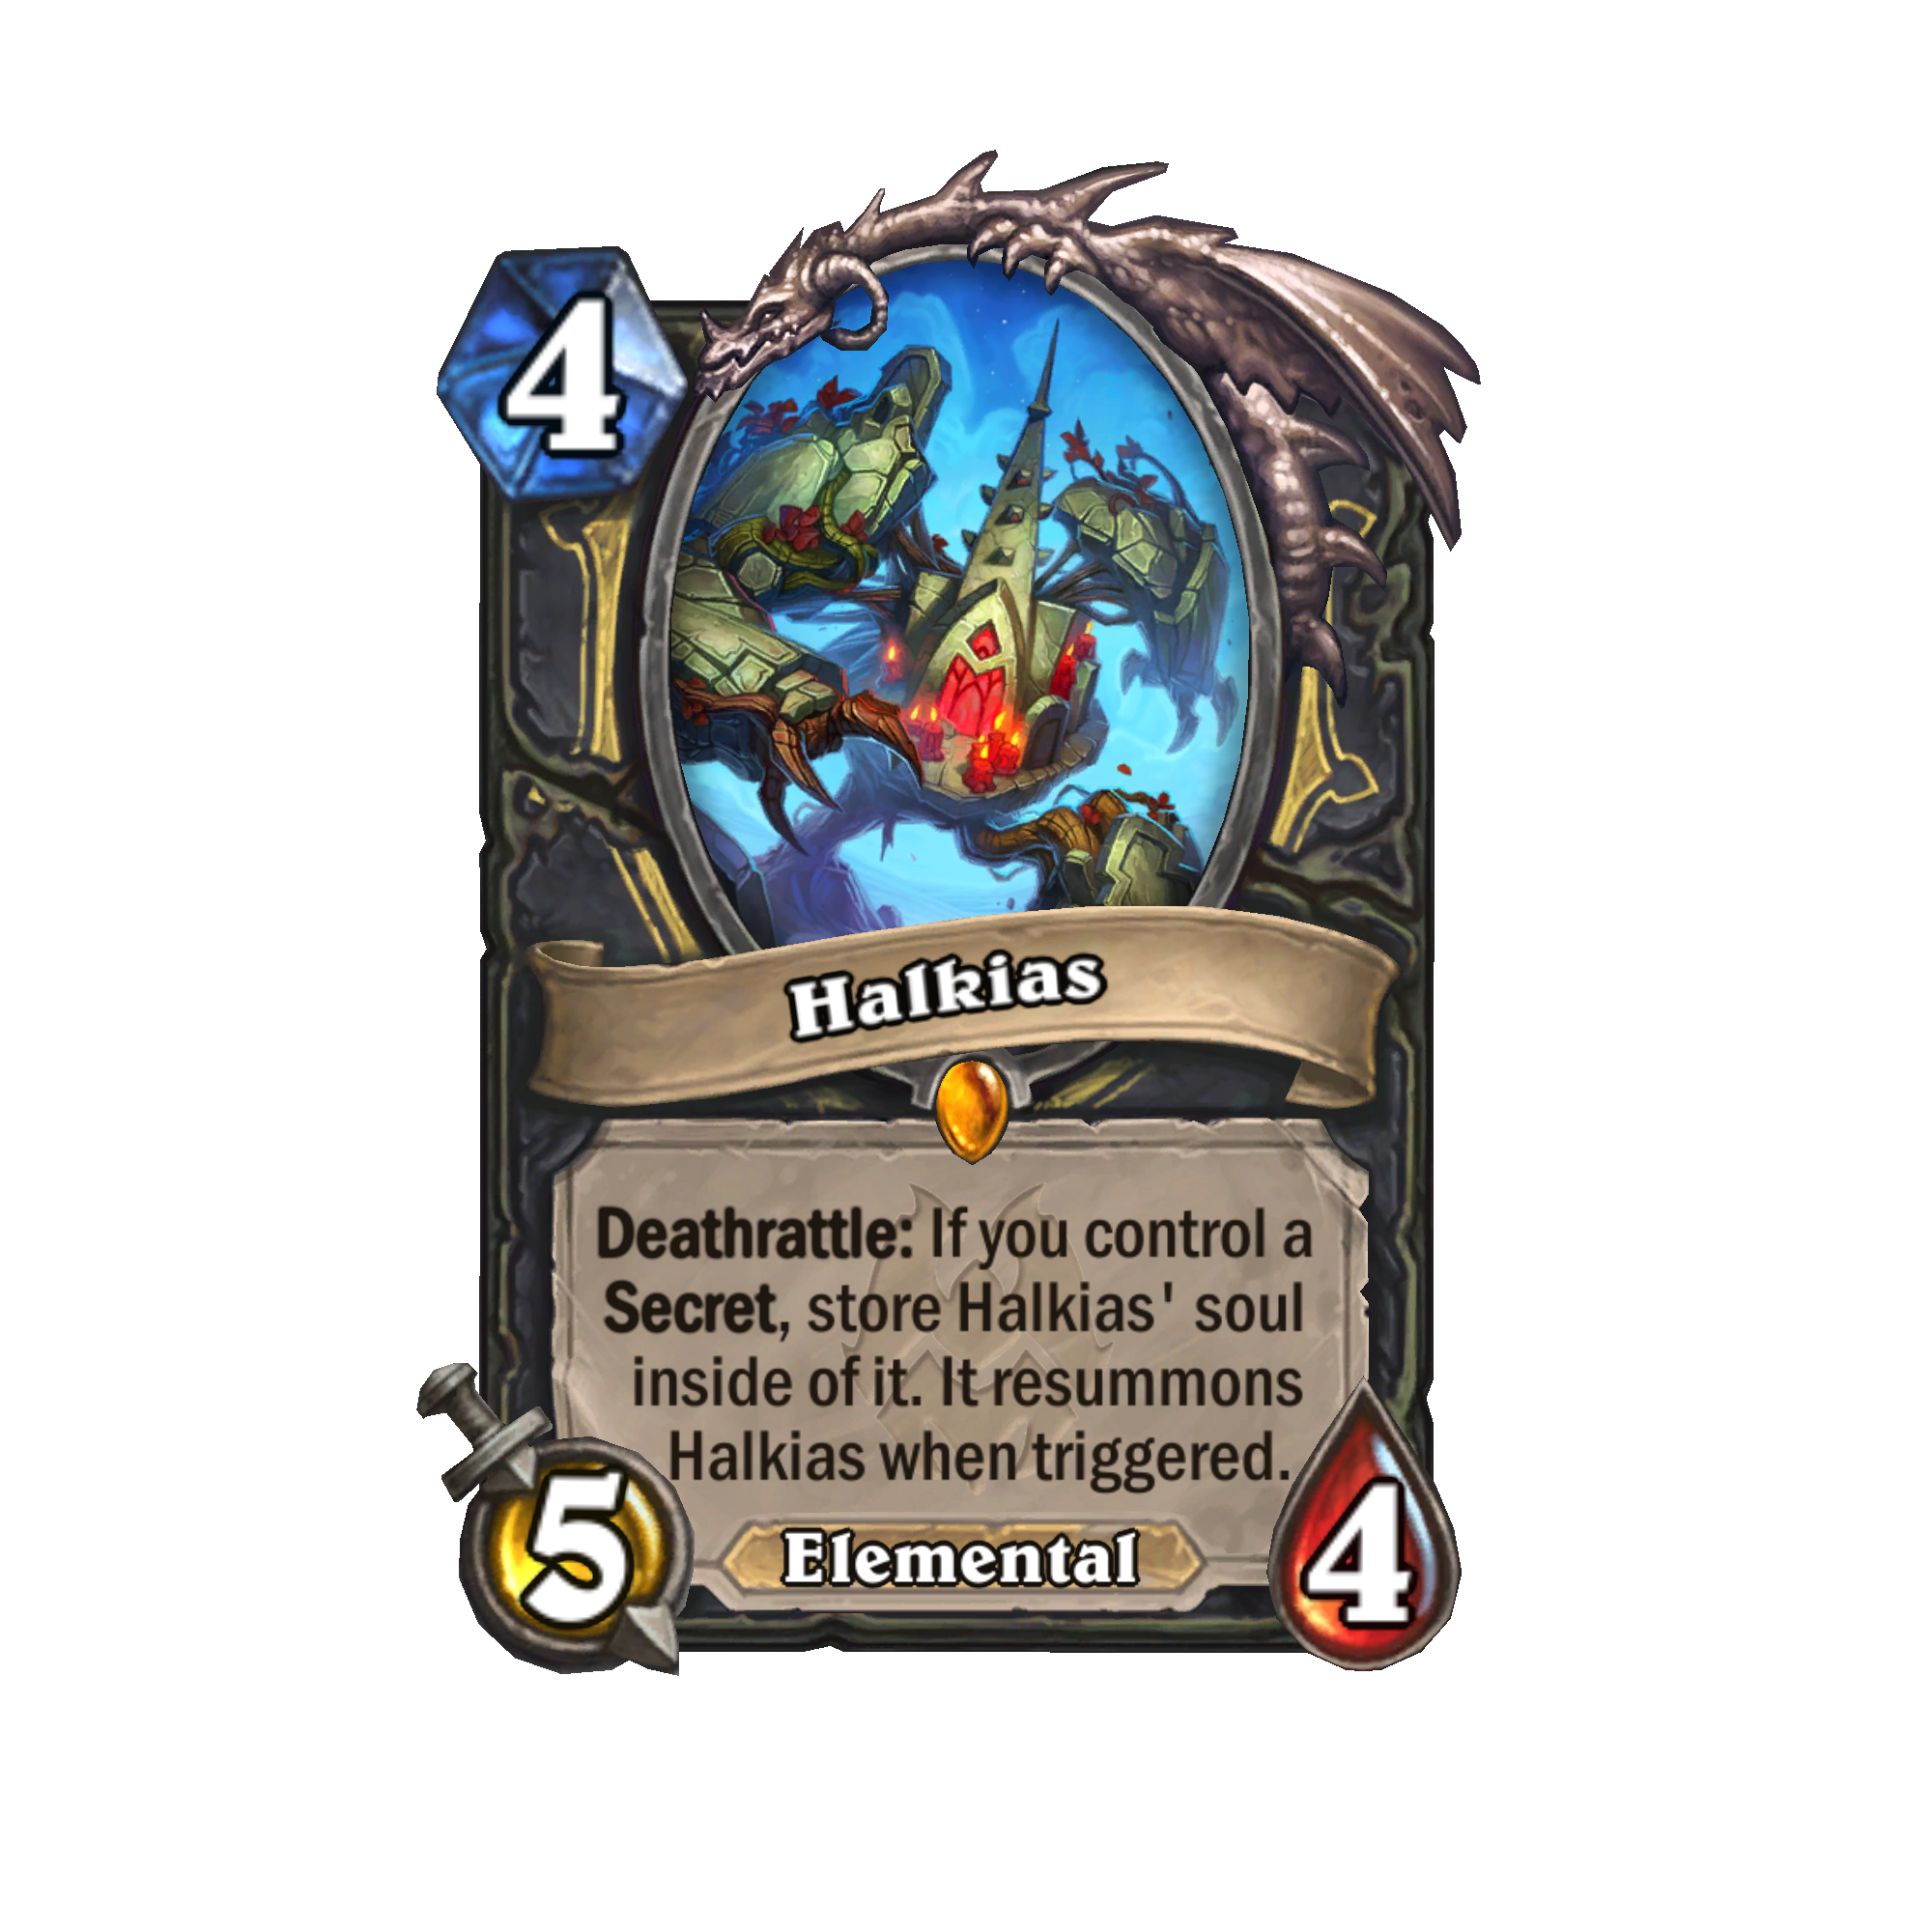 4
Halkias
Deathrattle: If you control a
Secret, store Halkias' soul
inside of it. It resummons
Halkias when triggered.
5
Elemental
4